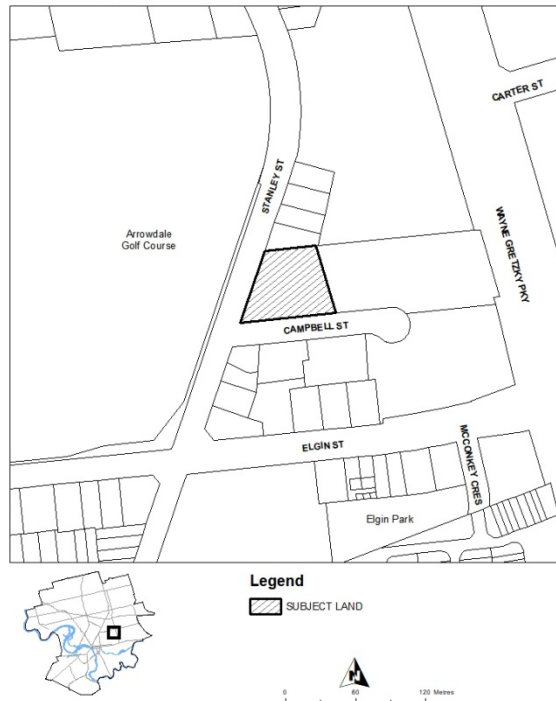 CARTER ST
STANLEY ST
WAYNE GRETZKY PKY
Arrowdale
Golf Course
CAMPBELL ST
ELGIN ST
MCCONKEY CRES
Elgin Park
Legend
SUBJECT LAND
N
0 60 120 Metres